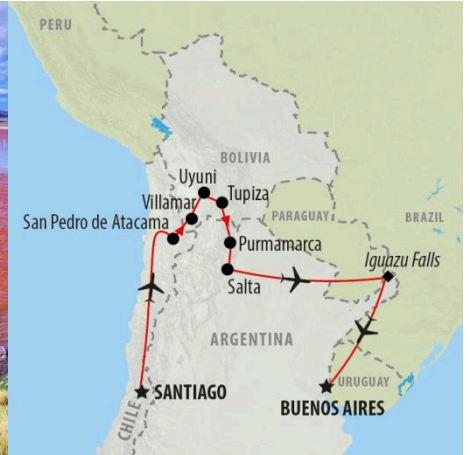 PERU
BOLIVIA
Uyuni
Tupiza
Villamar
San Pedro de Atacama
PARAGUAY
BRAZIL
Purmamarca
Iguazu Falls
Salta
ARGENTINA
SANTIAGO
URUGUAY
BUENOS AIRES
CHILE